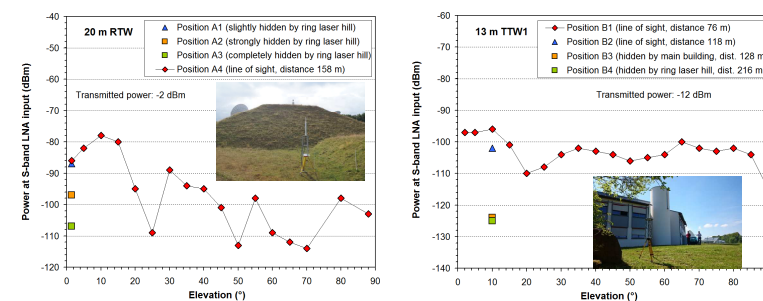 20 m RTW
Position A1 (slightly hidden by ring laser hill)
Position A2 (strongly hidden by ring laser hill)
Position A3 (completely hidden by ring laser hill)
Position A4 (line of sight, distance 158 m)
Transmitted power: -2 dBm
Power at S-band LNA input (dBm)
-40
-50
-60
-70
-80
-90
-100
-110
-120
0 10 20 30 40 50 60 70 80 90
Elevation (°)
13 m TTW1
Position B1 (line of sight, distance 76 m)
Position B2 (line of sight, distance 118 m)
Position B3 (hidden by main building, dist. 128 m
Position B4 (hidden by ring laser hill, dist. 216 m
Transmitted power: -12 dBm
Power at S-band LNA input (dBm)
-60
-70
-80
-90
-100
-110
-120
-130
-140
0 10 20 30 40 50 60 70 80
Elevation (°)